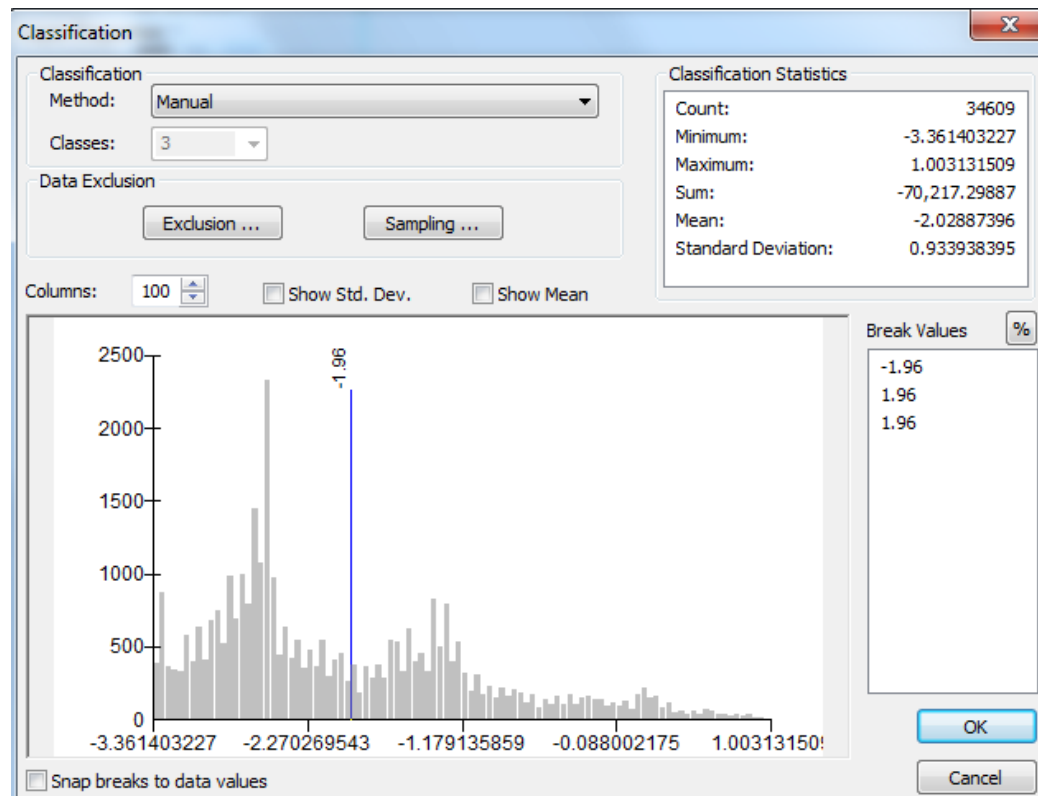 Classification
Classification
Method: Manual
Classes: 3
Data Exclusion
Exclusion ... Sampling ...
Classification Statistics
Count: 34609
Minimum: -3.361403227
Maximum: 1.003131509
Sum: -70,217.29887
Mean: -2.02887396
Standard Deviation: 0.933938395
Columns: 100 Show Std. Dev. Show Mean
Break Values %
-1.96
1.96
1.96
-1.96
2500
2000
1500
1000
500
0
-3.361403227 -2.270269543 -1.179135859 -0.088002175 1.00313150
OK
Snap breaks to data values
Cancel